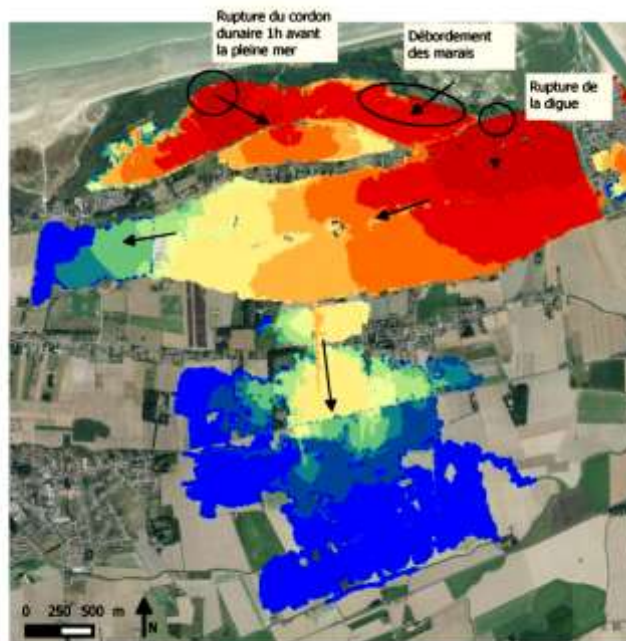 Rupture du cordon
dunaire 1h avant
la pleine mer
Débordement
des marais
Rupture de
la digue
0 250 500 m
N